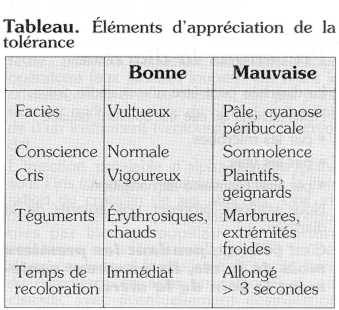 Tableau. Éléments d'appréciation de la
tolérance
Bonne Mauvaise
Faciès Vultueux Pâle, cyanose
péribuccale
Conscience Normale Somnolence
Cris Vigoureux Plaintifs,
geignards
Téguments Érythrosiques, Marbrures,
chauds extrémités
froides
Temps de Immédiat Allongé
recoloration > 3 secondes